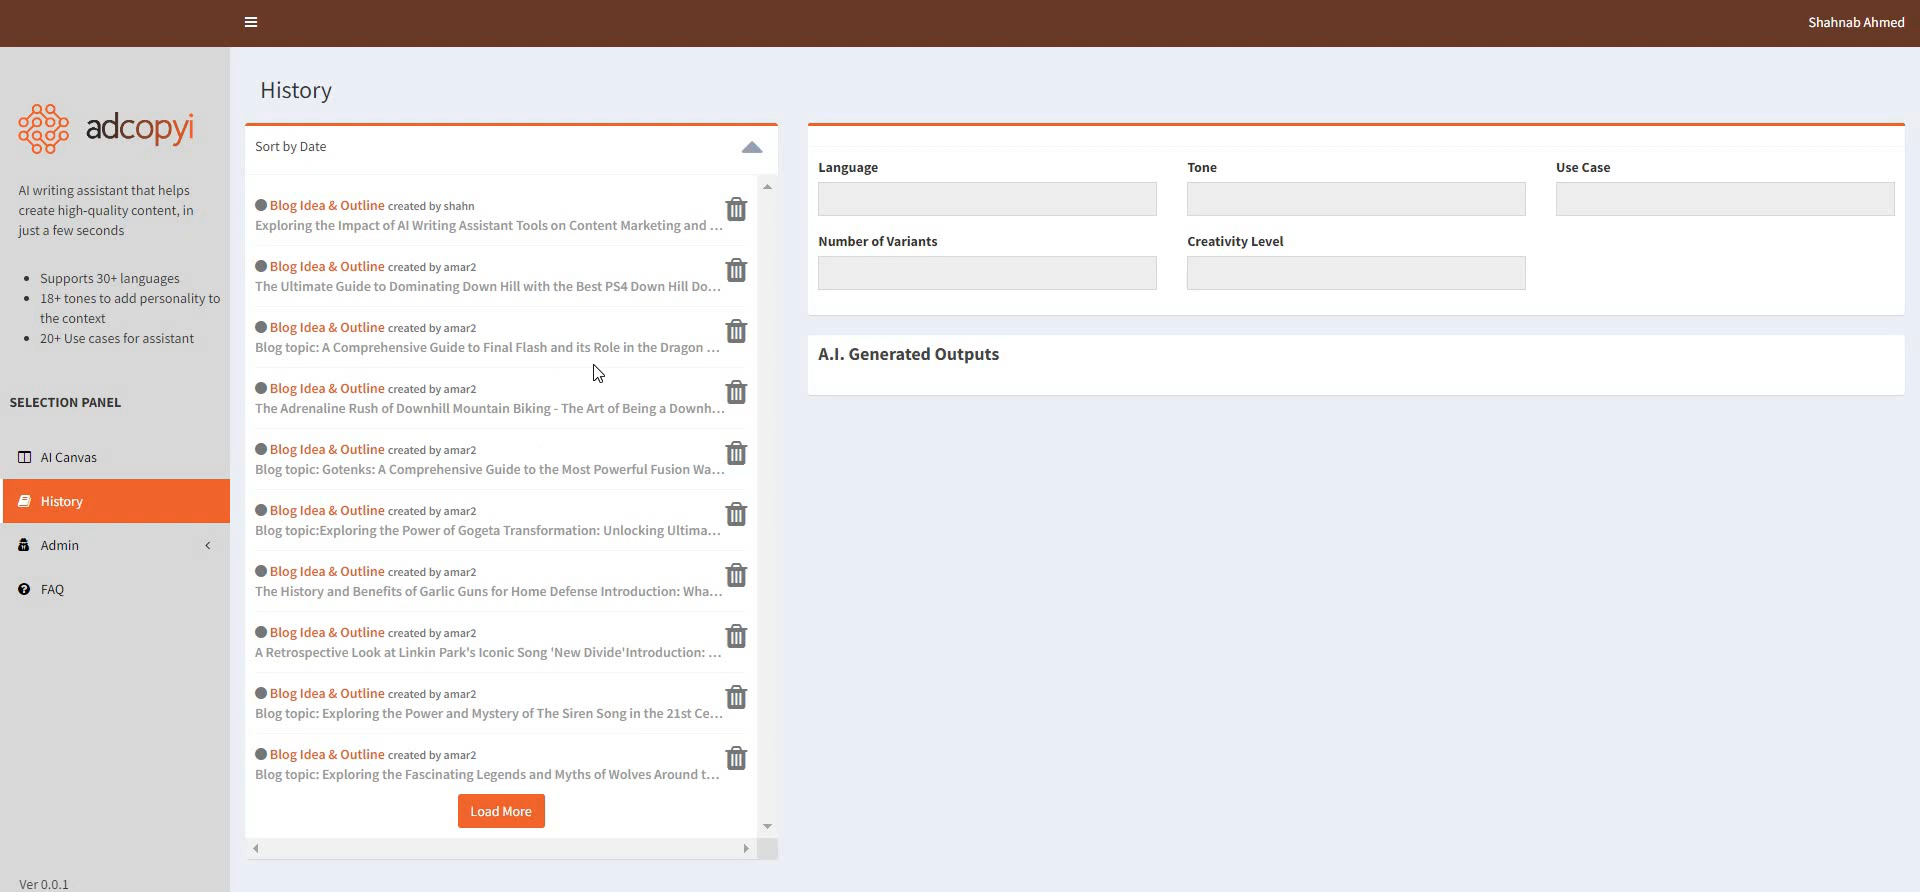 Shahnab Ahmed
adcopyi
AI writing assistant that helps
create high-quality content, in
just a few seconds
Supports 30+ languages
18+ tones to add personality to
the context
20+ Use cases for assistant
SELECTION PANEL
AI Canvas
History
Admin
FAQ
Ver 0.0.1
History
Sort by Date
Blog Idea & Outline created by shahn
Exploring the Impact of AI Writing Assistant Tools on Content Marketing and ...
Blog Idea & Outline created by amar2
The Ultimate Guide to Dominating Down Hill with the Best PS4 Down Hill Do...
Blog Idea & Outline created by amar2
Blog topic: A Comprehensive Guide to Final Flash and its Role in the Dragon ...
Blog Idea & Outline created by amar2
The Adrenaline Rush of Downhill Mountain Biking - The Art of Being a Downh...
Blog Idea & Outline created by amar2
Blog topic: Gotenks: A Comprehensive Guide to the Most Powerful Fusion Wa...
Blog Idea & Outline created by amar2
Blog topic:Exploring the Power of Gogeta Transformation: Unlocking Ultima...
Blog Idea & Outline created by amar2
The History and Benefits of Garlic Guns for Home Defense Introduction: Wha...
Blog Idea & Outline created by amar2
A Retrospective Look at Linkin Park's Iconic Song 'New Divide'Introduction: ...
Blog Idea & Outline created by amar2
Blog topic: Exploring the Power and Mystery of The Siren Song in the 21st Ce...
Blog Idea & Outline created by amar2
Blog topic: Exploring the Fascinating Legends and Myths of Wolves Around t...
Load More
Language Tone Use Case
Number of Variants Creativity Level
A.I. Generated Outputs